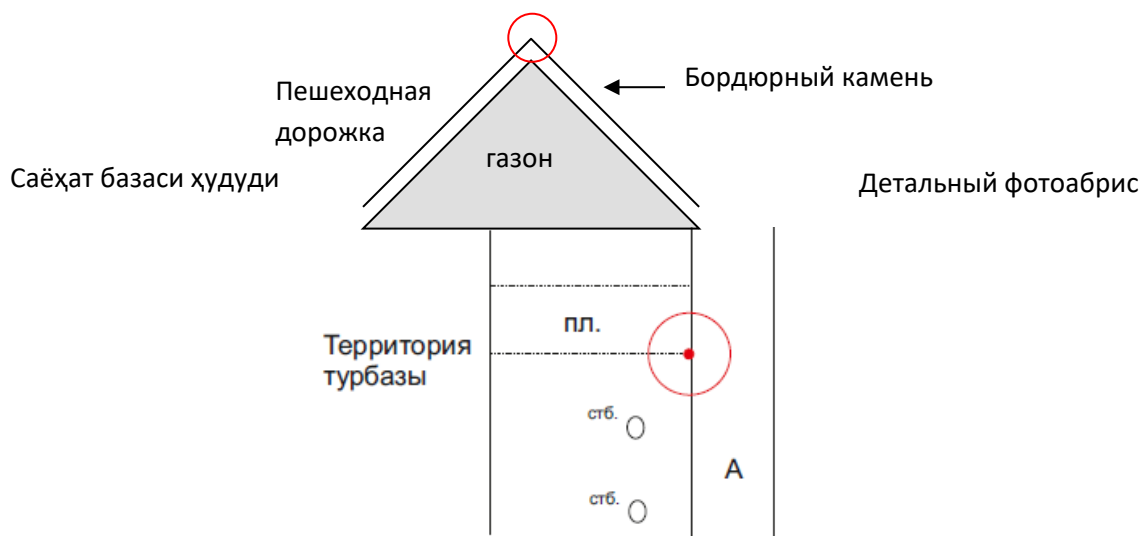 Бордюрный камень
Пешеходная
дорожка
газон
Саёҳат базаси ҳудуди
Детальный фотоабрис
пл.
Территория
турбазы
стб.
А
стб.